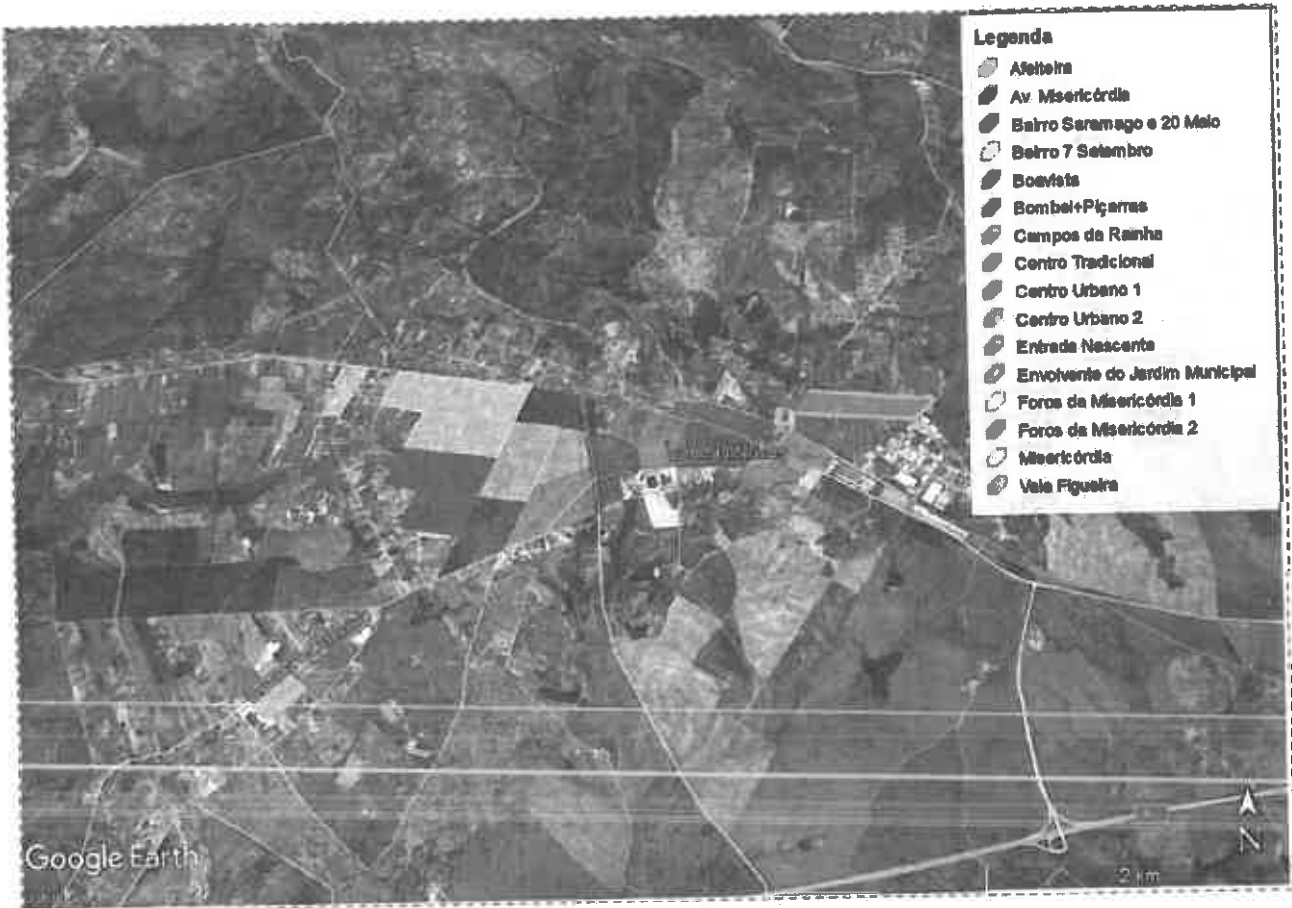 Legenda
Afeiteira
Av. Misericórdia
Bairro Saramago e 20 Maio
Bairro 7 Setembro
Boavista
Bombel+Piçarras
Campos da Rainha
Centro Tradicional
Centro Urbano 1
Centro Urbano 2
Entrada Nascente
Envolvente do Jardim Municipal
Foros da Misericórdia 1
Foros da Misericórdia 2
Misericórdia
Vale Figueira
N
Google Earth
2 km